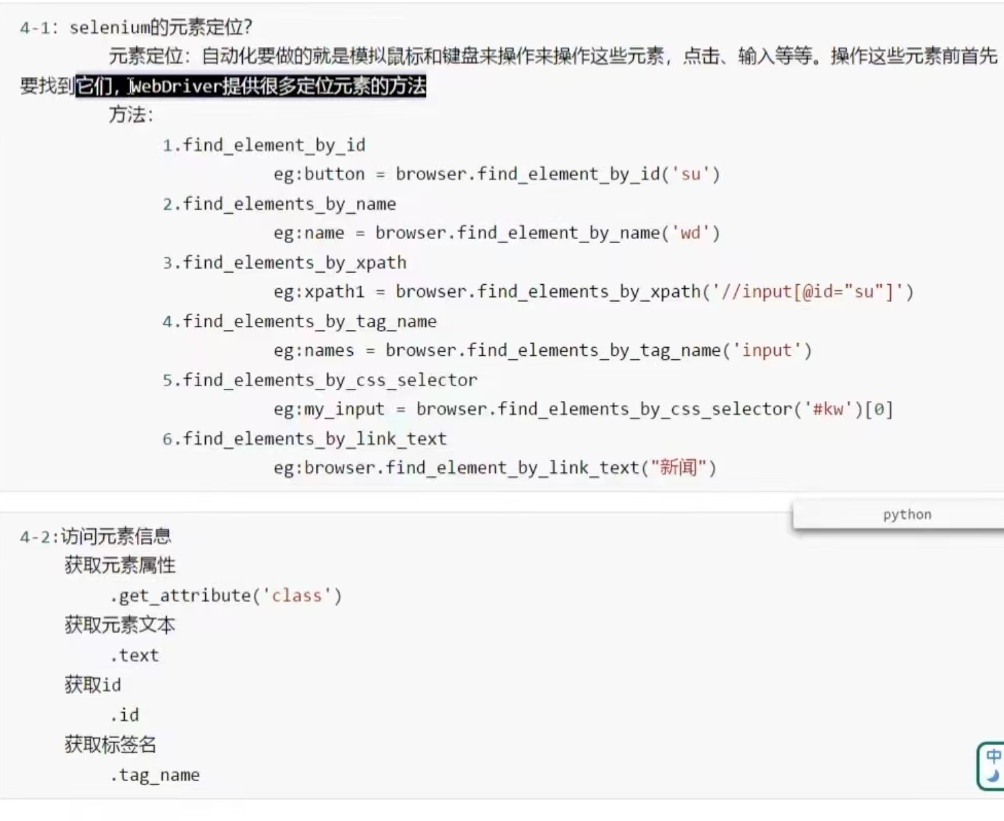 4-1: selenium的元素定位?
元素定位: 自动化要做的就是模拟鼠标和键盘来操作来操作这些元素, 点击、输入等等。操作这些元素前首先
要找到它们, WebDriver提供很多定位元素的方法
方法:
1.find_element_by_id
eg:button = browser.find_element_by_id('su')
2.find_elements_by_name
eg:name = browser.find_element_by_name('wd')
3.find_elements_by_xpath
eg:xpath1 = browser.find_elements_by_xpath('//input[@id="su"]')
4.find_elements_by_tag_name
eg:names = browser.find_elements_by_tag_name('input')
5.find_elements_by_css_selector
eg:my_input = browser.find_elements_by_css_selector('#kw')[0]
6.find_elements_by_link_text
eg:browser.find_element_by_link_text("新闻")
python
4-2:访问元素信息
获取元素属性
.get_attribute('class')
获取元素文本
.text
获取id
.id
获取标签名
.tag_name
中